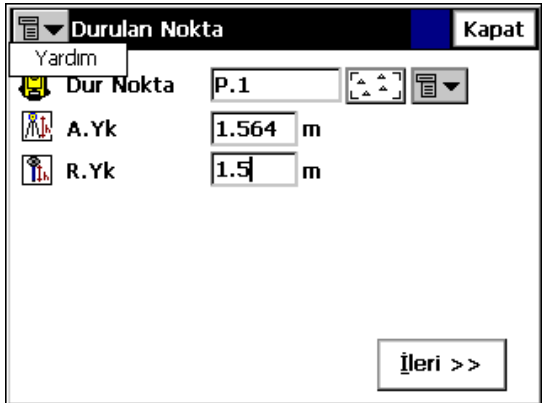 Durulan Nokta Kapat
Yardım
Dur Nokta P.1
A.Yk 1.564 m
R.Yk 1.5 m
İleri >>